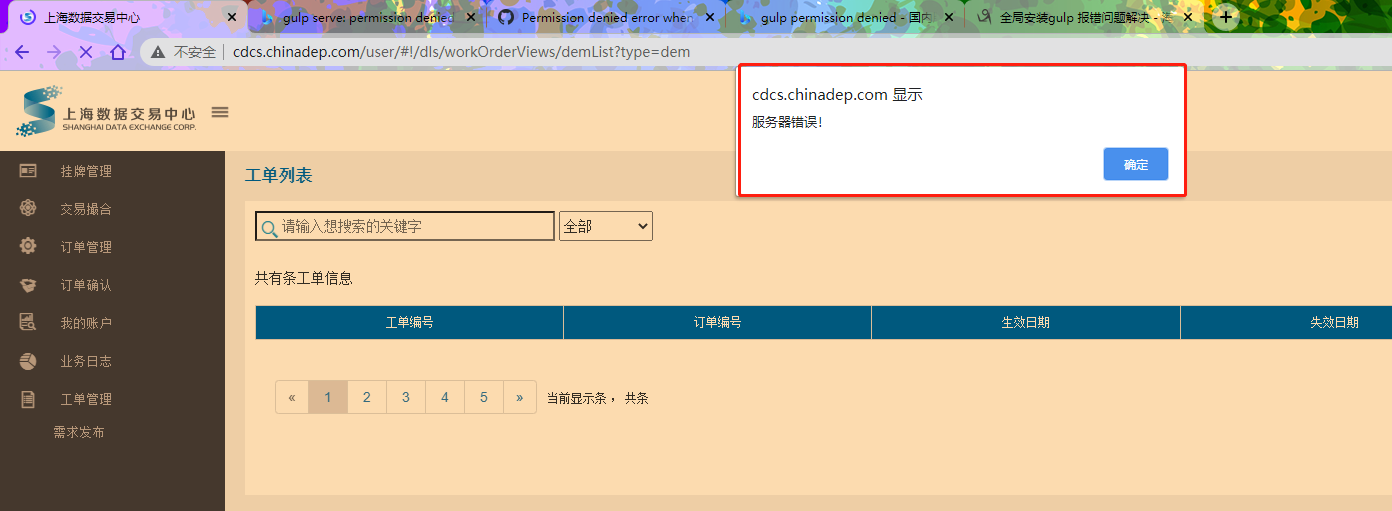 上海数据交易中心
gulp serve: permission denied
Permission denied error when
gulp permission denied - 国内
全局安装gulp 报错问题解决 -
不安全
cdcs.chinadep.com/user/#!/dls/workOrderViews/demList?type=dem
cdcs.chinadep.com 显示
服务器错误!
确定
上海数据交易中心
SHANGHAI DATA EXCHANGE CORP.
挂牌管理
交易撮合
订单管理
订单确认
我的账户
业务日志
工单管理
需求发布
工单列表
请输入想搜索的关键字
全部
共有条工单信息
工单编号 订单编号 生效日期 失效日期
« 1 2 3 4 5 » 当前显示条， 共条